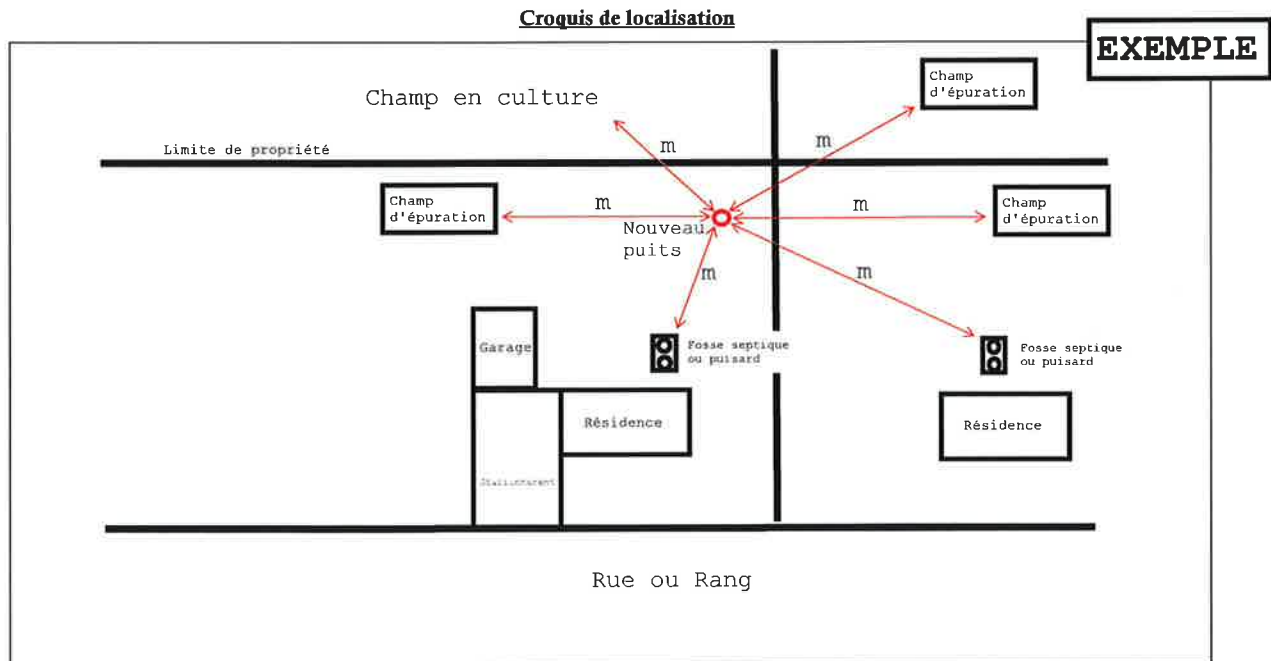 Croquis de localisation
EXEMPLE
Champ
d'épuration
Champ en culture
m
m
Limite de propriété
Champ
d'épuration
m
m
Champ
d'épuration
Nouveau
puits
m
m
Garage
Fosse septique
ou puisard
Fosse septique
ou puisard
Résidence
Résidence
Rue ou Rang